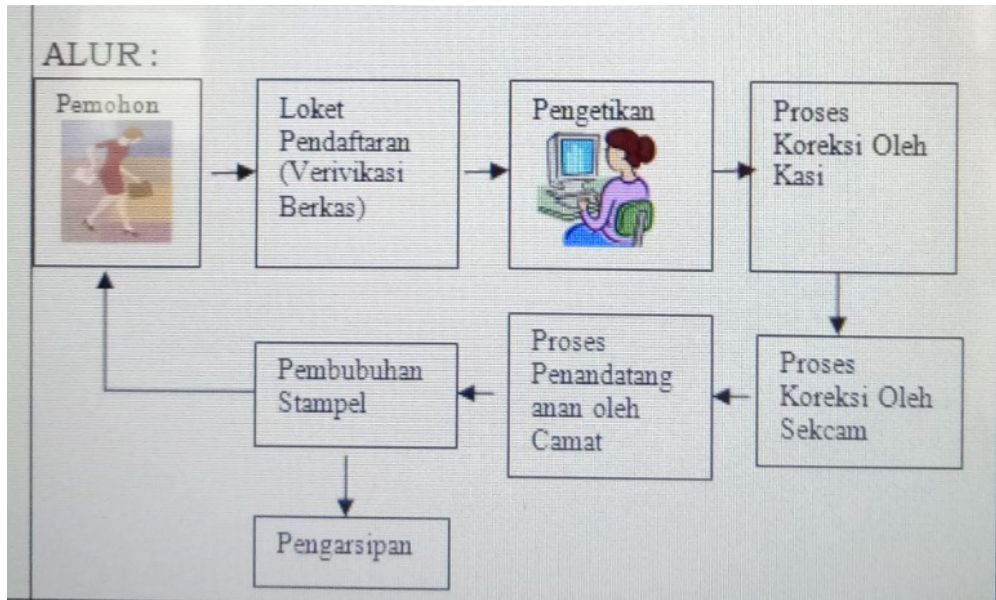 ALUR :
Pemohon
Loket
Pendaftaran
(Verivikasi
Berkas)
Pengetikan
Proses
Koreksi Oleh
Kasi
Proses
Koreksi Oleh
Sekcam
Proses
Penandatang
anan oleh
Camat
Pembubuhan
Stampel
Pengarsipan